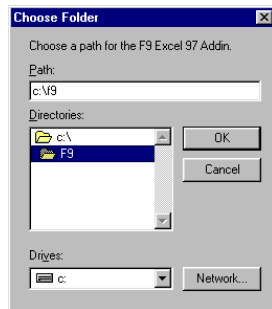 Choose Folder
Choose a path for the F9 Excel 97 Addin.
Path:
c:\f9
Directories:
c:\
F9
OK
Cancel
Drives:
c:
Network...